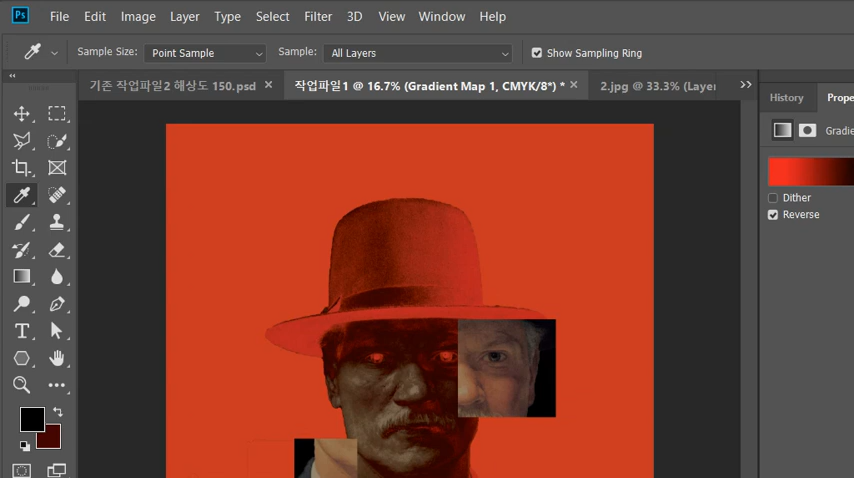 Ps File Edit Image Layer Type Select Filter 3D View Window Help
Sample Size: Point Sample Sample: All Layers Show Sampling Ring
기존 작업파일2 해상도 150.psd × 작업파일1 @ 16.7% (Gradient Map 1, CMYK/8*) * × 2.jpg @ 33.3% (Layer
History Prope
Gradie
Dither
Reverse
T